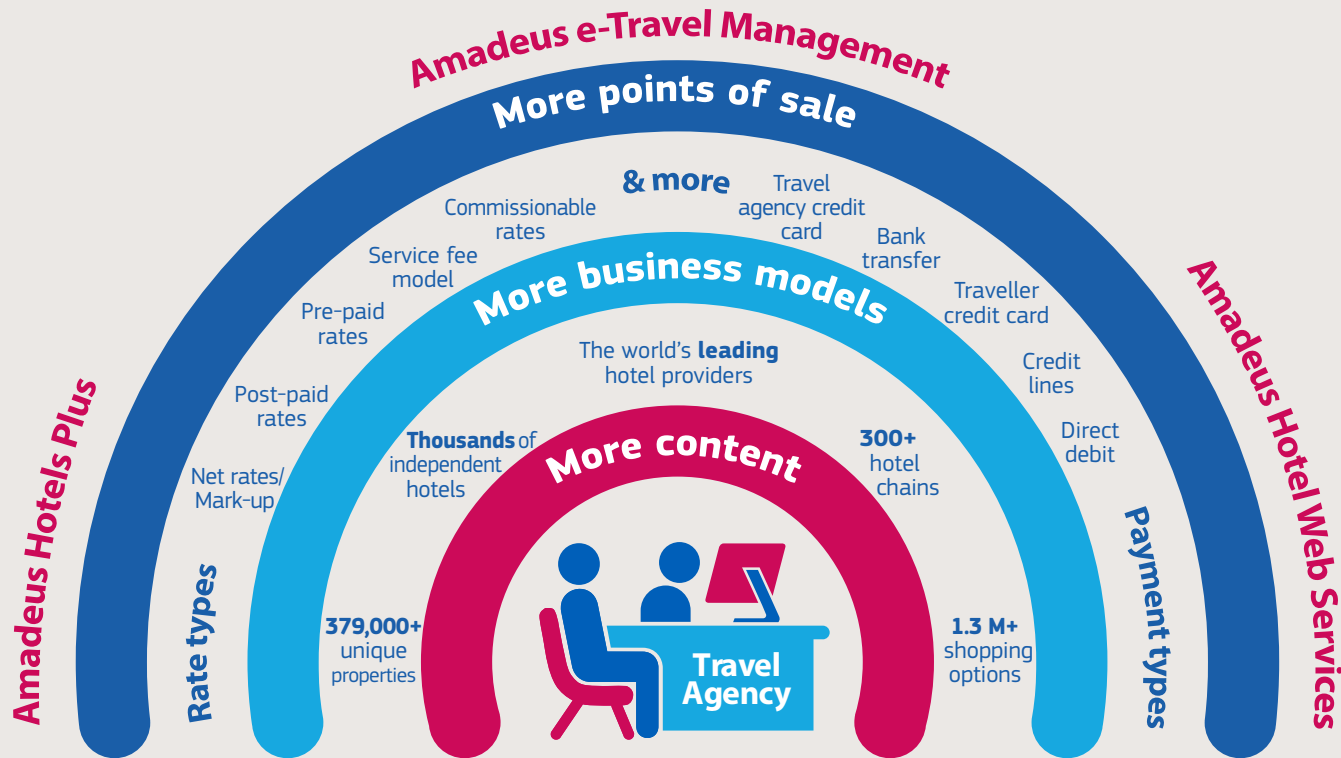 Amadeus e-Travel Management
Amadeus Hotels Plus
Amadeus Hotel Web Services
More points of sale
Rate types
Net rates/
Mark-up
Post-paid
rates
Pre-paid
rates
Service fee
model
Commissionable
rates
& more
Travel
agency credit
card
Bank
transfer
Traveller
credit card
Credit
lines
Direct
debit
Payment types
More business models
379,000+
unique
properties
Thousands of
independent
hotels
The world's leading
hotel providers
300+
hotel
chains
1.3 M+
shopping
options
More content
Travel
Agency